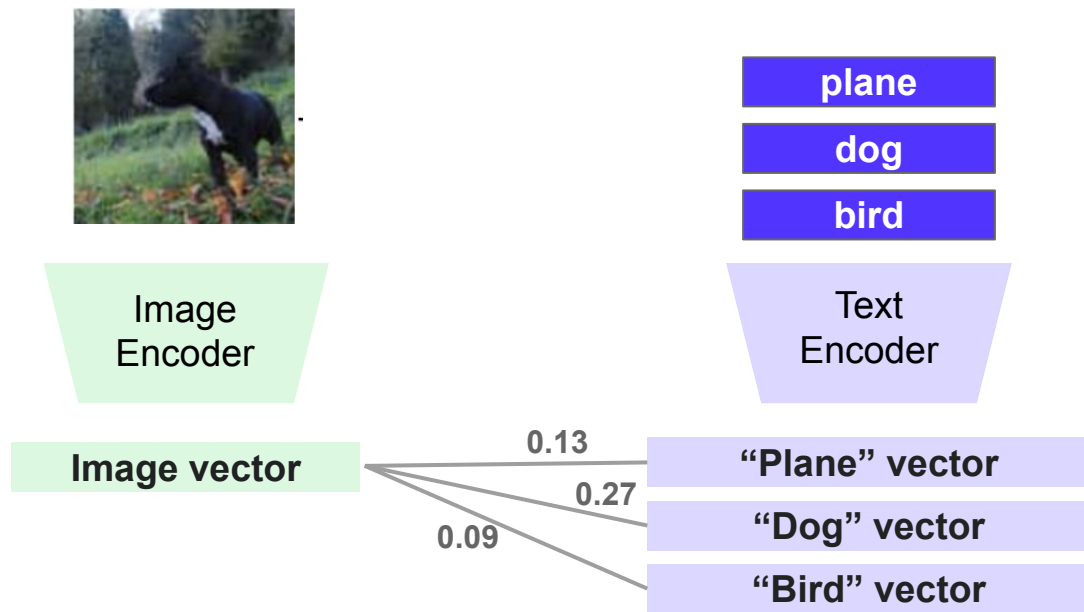 plane
dog
bird
Image
Encoder
Text
Encoder
Image vector
0.13
0.27
0.09
“Plane” vector
“Dog” vector
“Bird” vector